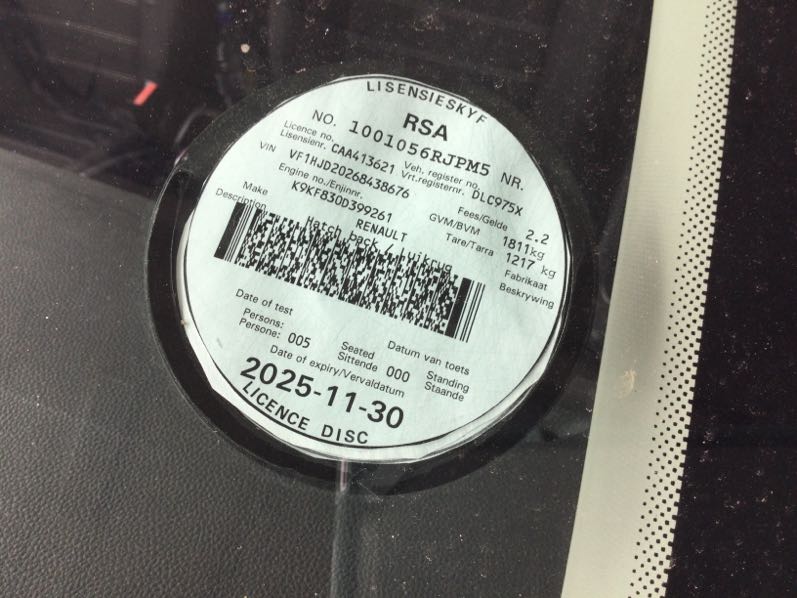 LISENSIESKYF
RSA
NO. 1001056RJPM5 NR.
Licence no. Veh. register no.
Lisensienr. CAA413621 Vrt.registernr. DLC975X
VIN VF1HJD20268438676 Fees/Gelde 2.2
Engine no./Enjinnr. GVM/BVM 1811kg
K9KF830D399261 Tare/Tarra 1217 kg
Make RENAULT Fabrikaat
Description Hatch back / Luikrug Beskrywing
Date of test Datum van toets
Persons: Seated Standing
Persone: 005 Sittende 000 Staande
Date of expiry/Vervaldatum
2025-11-30
LICENCE DISC